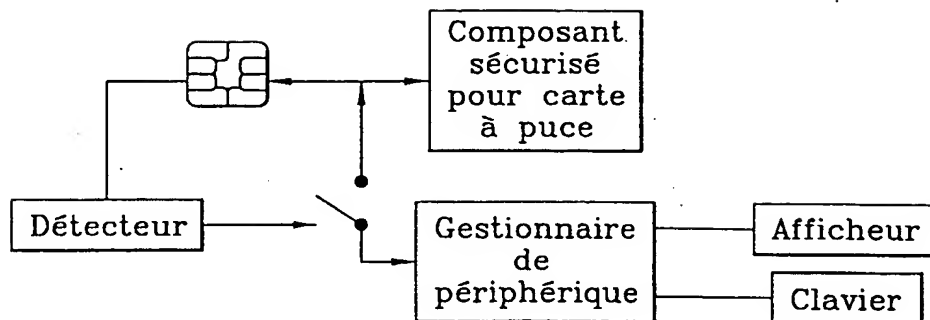 Composant
sécurisé
pour carte
à puce
Détecteur
Gestionnaire
de
périphérique
Afficheur
Clavier